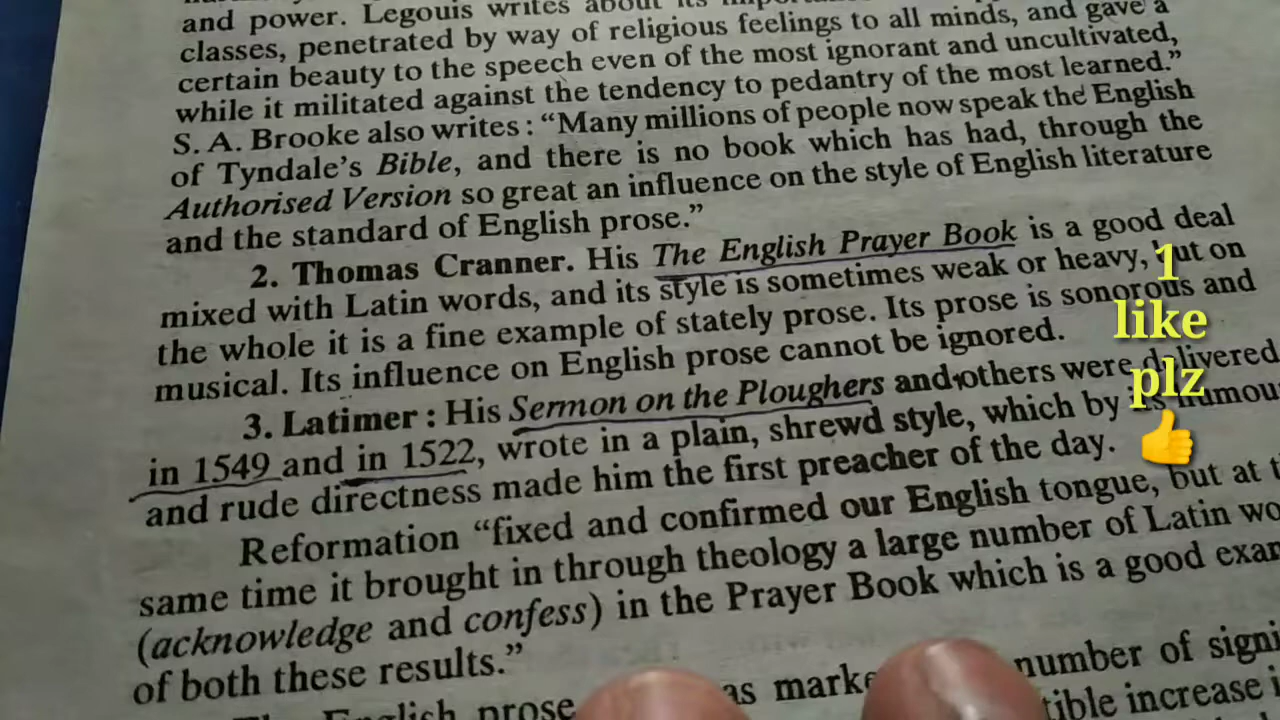 and power. Legouis writes about its
classes, penetrated by way of religious feelings to all minds, and gave a
certain beauty to the speech even of the most ignorant and uncultivated,
while it militated against the tendency to pedantry of the most learned.”
S. A. Brooke also writes : “Many millions of people now speak the English
of Tyndale’s Bible, and there is no book which has had, through the
Authorised Version so great an influence on the style of English literature
and the standard of English prose.”
2. Thomas Cranner. His The English Prayer Book is a good deal
mixed with Latin words, and its style is sometimes weak or heavy, but on
the whole it is a fine example of stately prose. Its prose is sonorous and
musical. Its influence on English prose cannot be ignored.
3. Latimer : His Sermon on the Ploughers and others were delivered
in 1549 and in 1522, wrote in a plain, shrewd style, which by its humou
and rude directness made him the first preacher of the day.
Reformation “fixed and confirmed our English tongue, but at t
same time it brought in through theology a large number of Latin wo
(acknowledge and confess) in the Prayer Book which is a good exam
of both these results.”
English prose as marke number of signi
tible increase i
1
like
plz
👍